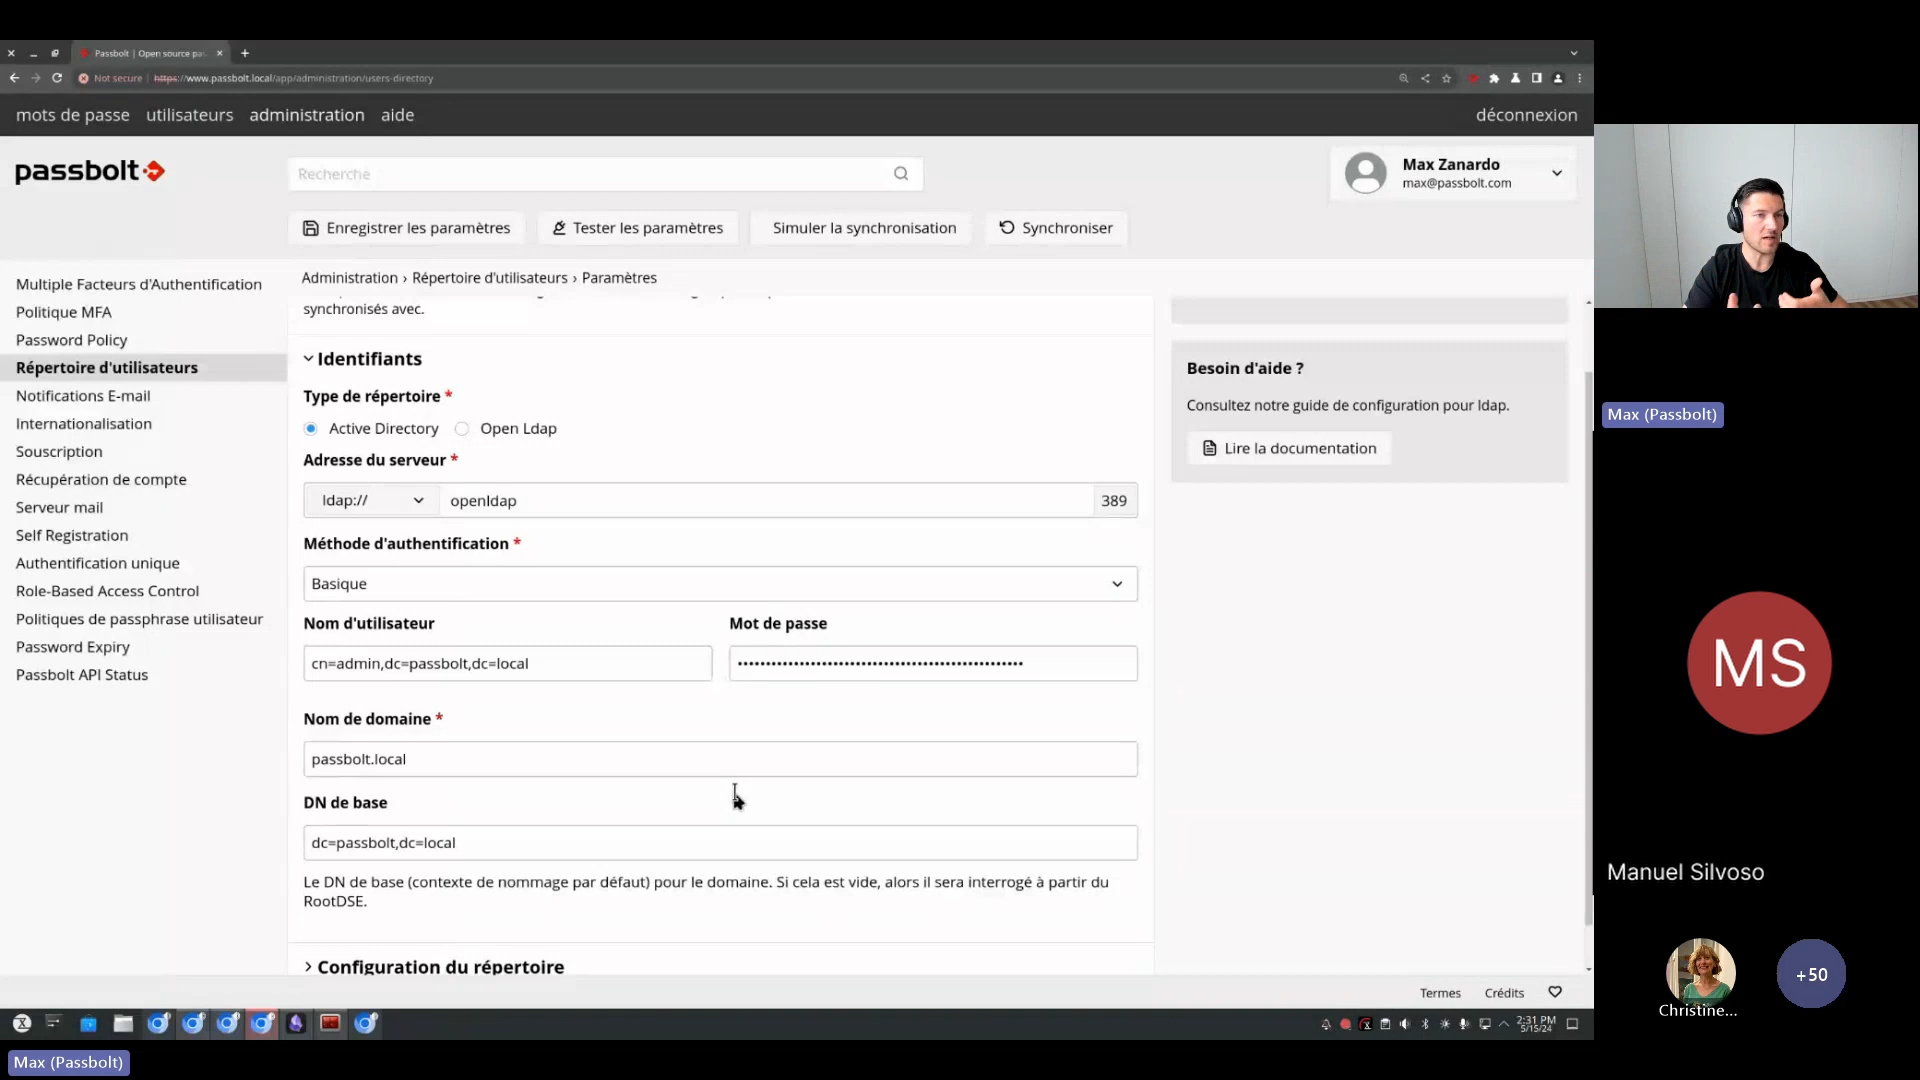 Passbolt | Open source pa
Not secure https://www.passbolt.local/app/administration/users-directory
mots de passe utilisateurs administration aide déconnexion
passbolt
Recherche
Max Zanardo
max@passbolt.com
Enregistrer les paramètres Tester les paramètres Simuler la synchronisation Synchroniser
Administration › Répertoire d'utilisateurs › Paramètres
Multiple Facteurs d'Authentification
Politique MFA
Password Policy
Répertoire d'utilisateurs
Notifications E-mail
Internationalisation
Souscription
Récupération de compte
Serveur mail
Self Registration
Authentification unique
Role-Based Access Control
Politiques de passphrase utilisateur
Password Expiry
Passbolt API Status
synchronisés avec.
Identifiants
Type de répertoire *
Active Directory Open Ldap
Adresse du serveur *
ldap:// openldap 389
Méthode d'authentification *
Basique
Nom d'utilisateur Mot de passe
cn=admin,dc=passbolt,dc=local ••••••••••••••••••••••••••••••••••••••••••••••••••
Nom de domaine *
passbolt.local
DN de base
dc=passbolt,dc=local
Le DN de base (contexte de nommage par défaut) pour le domaine. Si cela est vide, alors il sera interrogé à partir du
RootDSE.
Configuration du répertoire
Besoin d'aide ?
Consultez notre guide de configuration pour ldap.
Lire la documentation
Termes Crédits
2:31 PM
5/15/24
Max (Passbolt)
MS
Manuel Silvoso
Christine...
+50
Max (Passbolt)